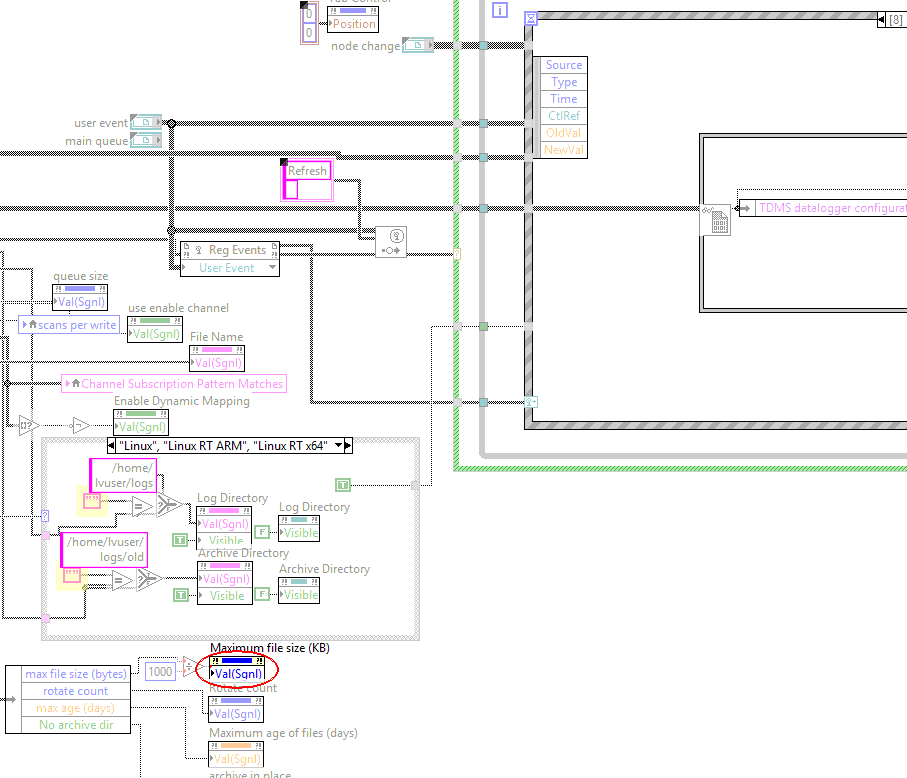 Tab Control
0
0
Position
i
[8]
node change
Source
Type
Time
CtlRef
OldVal
NewVal
user event
main queue
Refresh
TDMS datalogger configurat
Reg Events
User Event
queue size
Val(Sgnl)
scans per write
use enable channel
Val(Sgnl)
File Name
Val(Sgnl)
Channel Subscription Pattern Matches
Enable Dynamic Mapping
Val(Sgnl)
"Linux", "Linux RT ARM", "Linux RT x64"
/home/
lvuser/logs
T
Log Directory
Val(Sgnl)
Visible
T
Log Directory
F
Visible
/home/lvuser/
logs/old
Archive Directory
Val(Sgnl)
Visible
T
Archive Directory
F
Visible
Maximum file size (KB)
1000
Val(Sgnl)
max file size (bytes)
rotate count
max age (days)
No archive dir
Rotate count
Val(Sgnl)
Maximum age of files (days)
Val(Sgnl)
archive in place